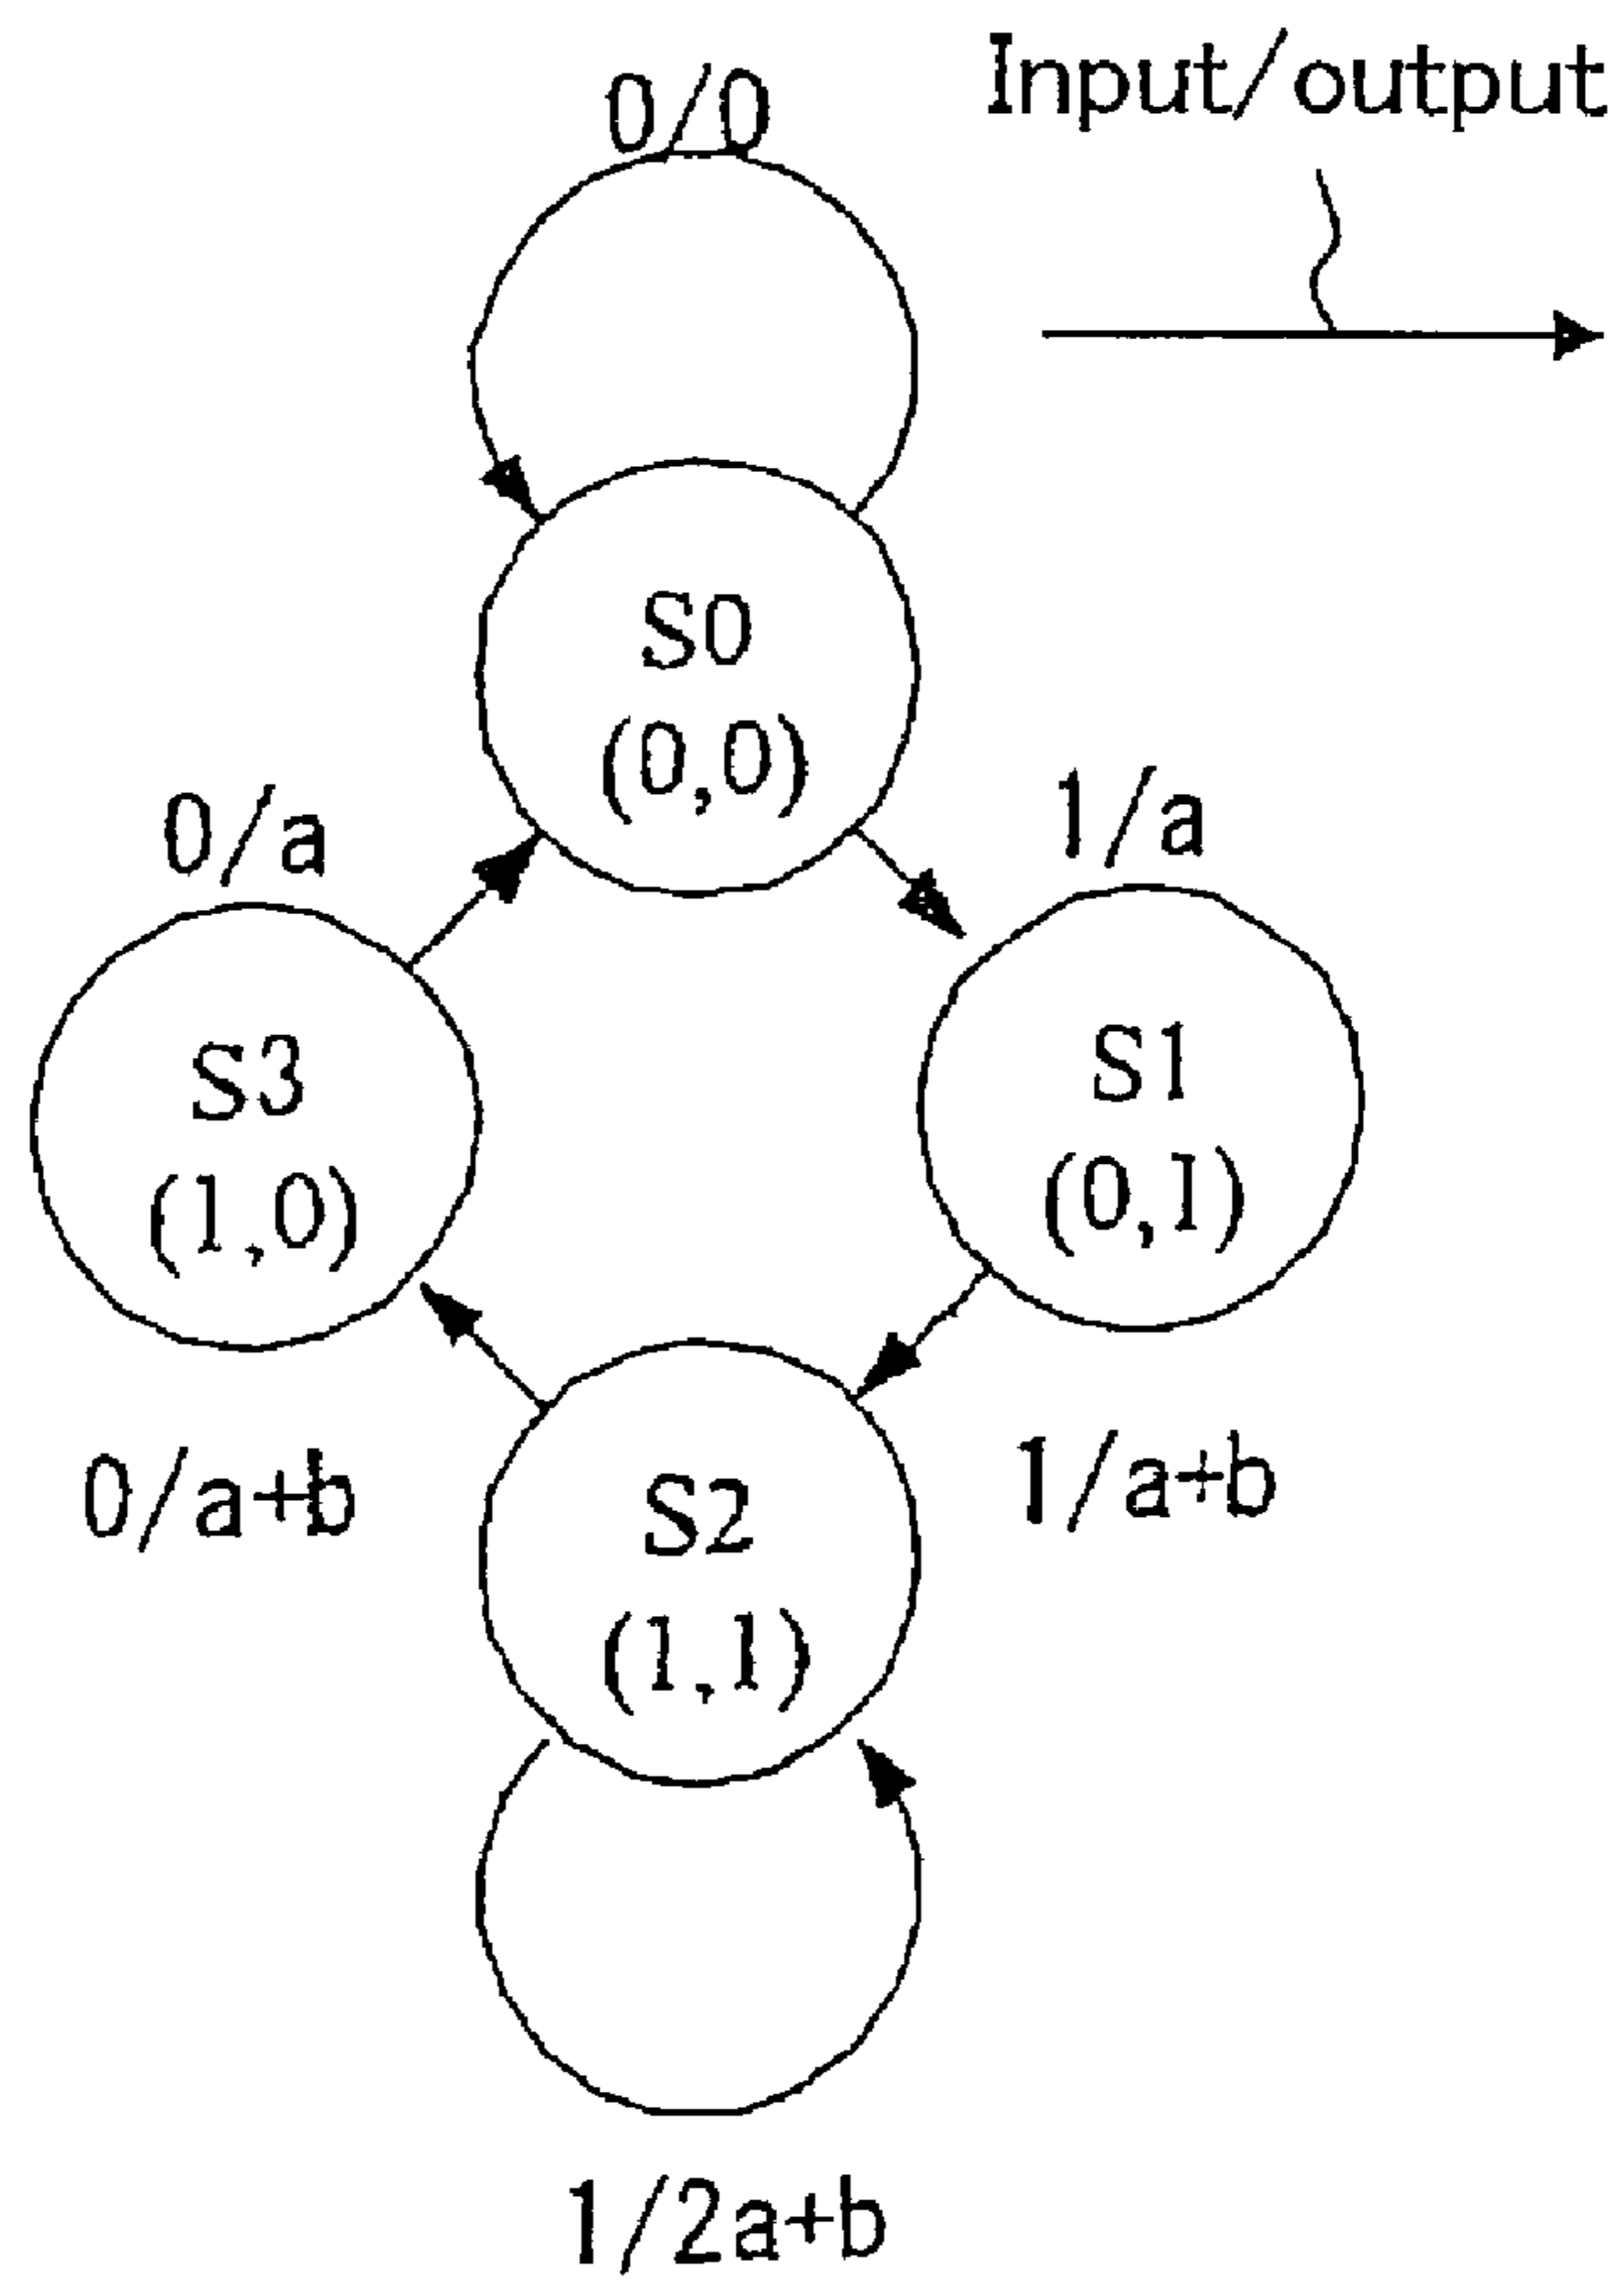 0/0
Input/output
S0
(0,0)
0/a
1/a
S3
(1,0)
S1
(0,1)
0/a+b
1/a+b
S2
(1,1)
1/2a+b